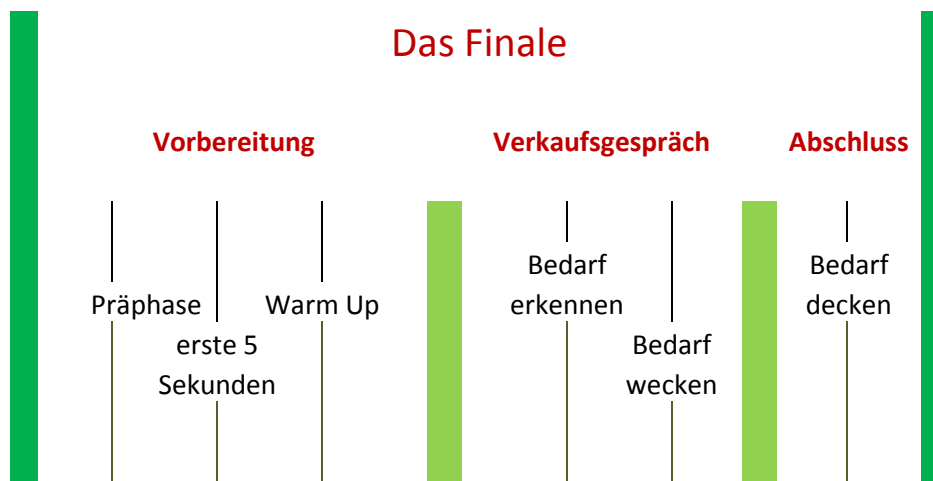 Das Finale
Vorbereitung
Verkaufsgespräch
Abschluss
Präphase
erste 5
Sekunden
Warm Up
Bedarf
erkennen
Bedarf
wecken
Bedarf
decken